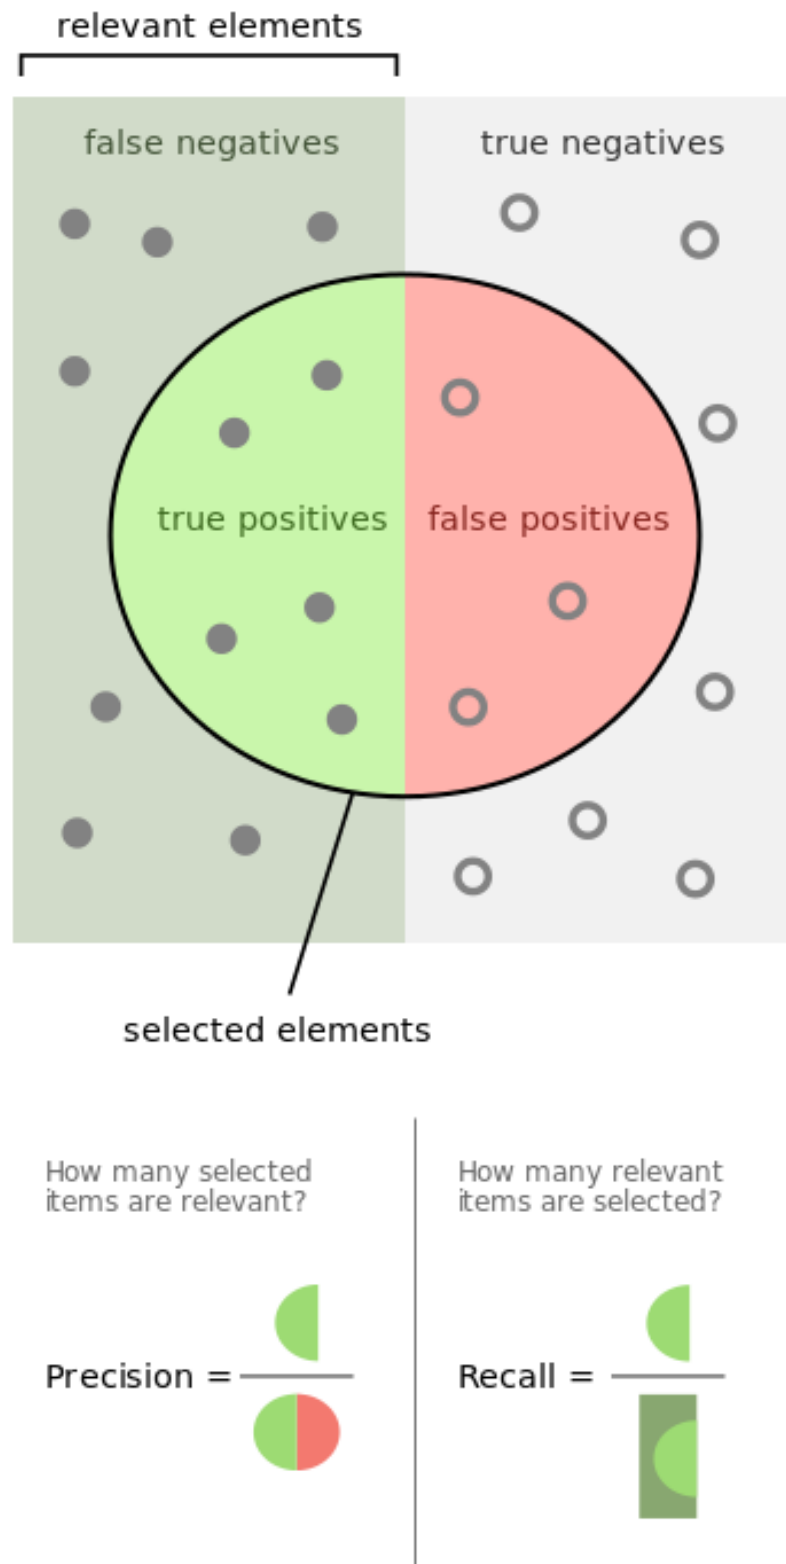 relevant elements
false negatives
true negatives
true positives
false positives
selected elements
How many selected
items are relevant?
Precision =
How many relevant
items are selected?
Recall =